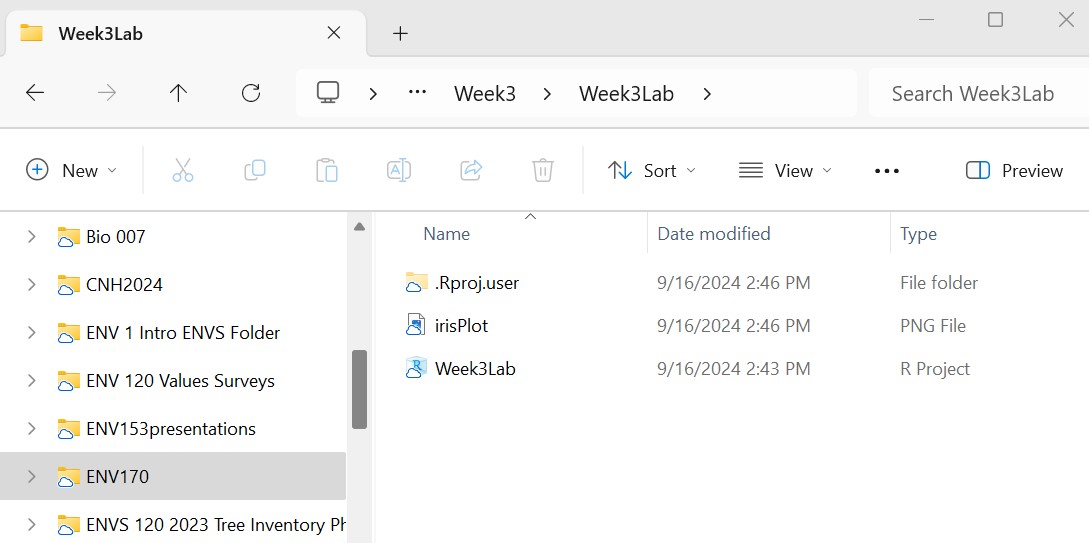 Week3Lab
Week3 Week3Lab Search Week3Lab
New Sort View Preview
Bio 007
CNH2024
ENV 1 Intro ENVS Folder
ENV 120 Values Surveys
ENV153presentations
ENV170
ENVS 120 2023 Tree Inventory Ph
Name Date modified Type
.Rproj.user 9/16/2024 2:46 PM File folder
irisPlot 9/16/2024 2:46 PM PNG File
Week3Lab 9/16/2024 2:43 PM R Project